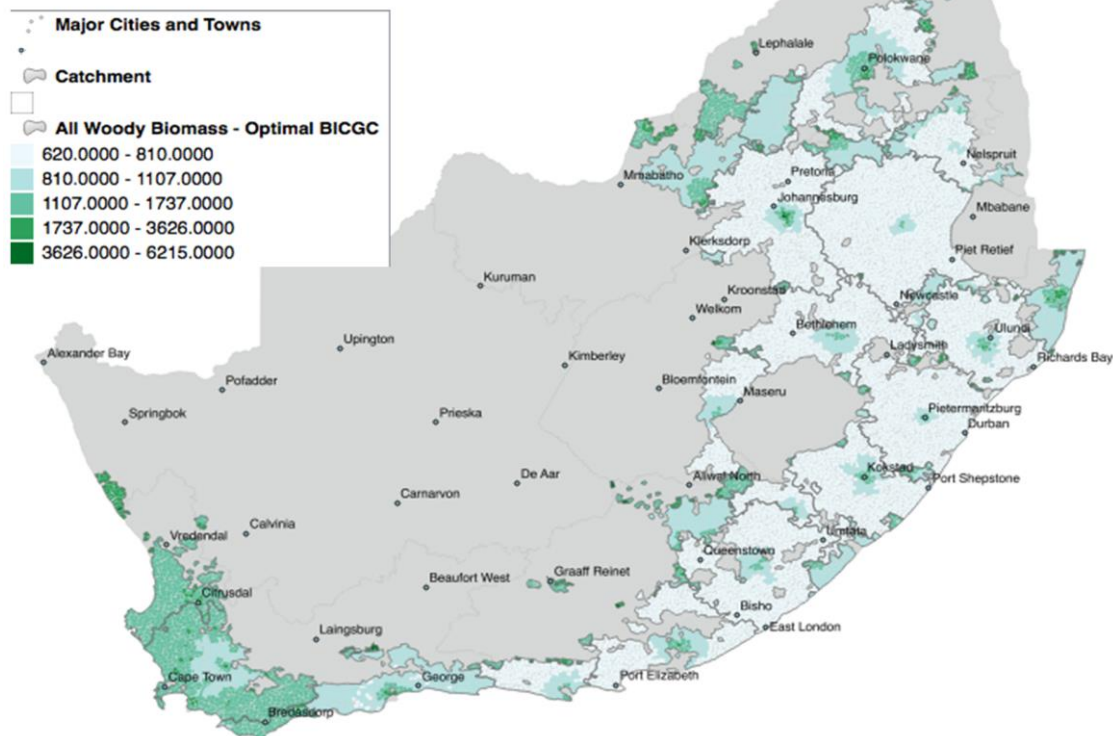 Major Cities and Towns
Catchment
All Woody Biomass - Optimal BICGC
620.0000 - 810.0000
810.0000 - 1107.0000
1107.0000 - 1737.0000
1737.0000 - 3626.0000
3626.0000 - 6215.0000
Lephalale
Polokwane
Nelspruit
Mmabatho
Pretoria
Johannesburg
Mbabane
Klerksdorp
Piet Retief
Kuruman
Kroonstad
Newcastle
Welkom
Upington
Bethlehem
Ulundi
Alexander Bay
Kimberley
Ladysmith
Richards Bay
Pofadder
Bloemfontein
Maseru
Springbok
Prieska
Pietermaritzburg
Durban
Kokstad
De Aar
Aliwal North
Port Shepstone
Carnarvon
Vredendal
Calvinia
Umtata
Queenstown
Beaufort West
Graaff Reinet
Citrusdal
Bisho
Laingsburg
East London
Cape Town
George
Port Elizabeth
Bredasdorp